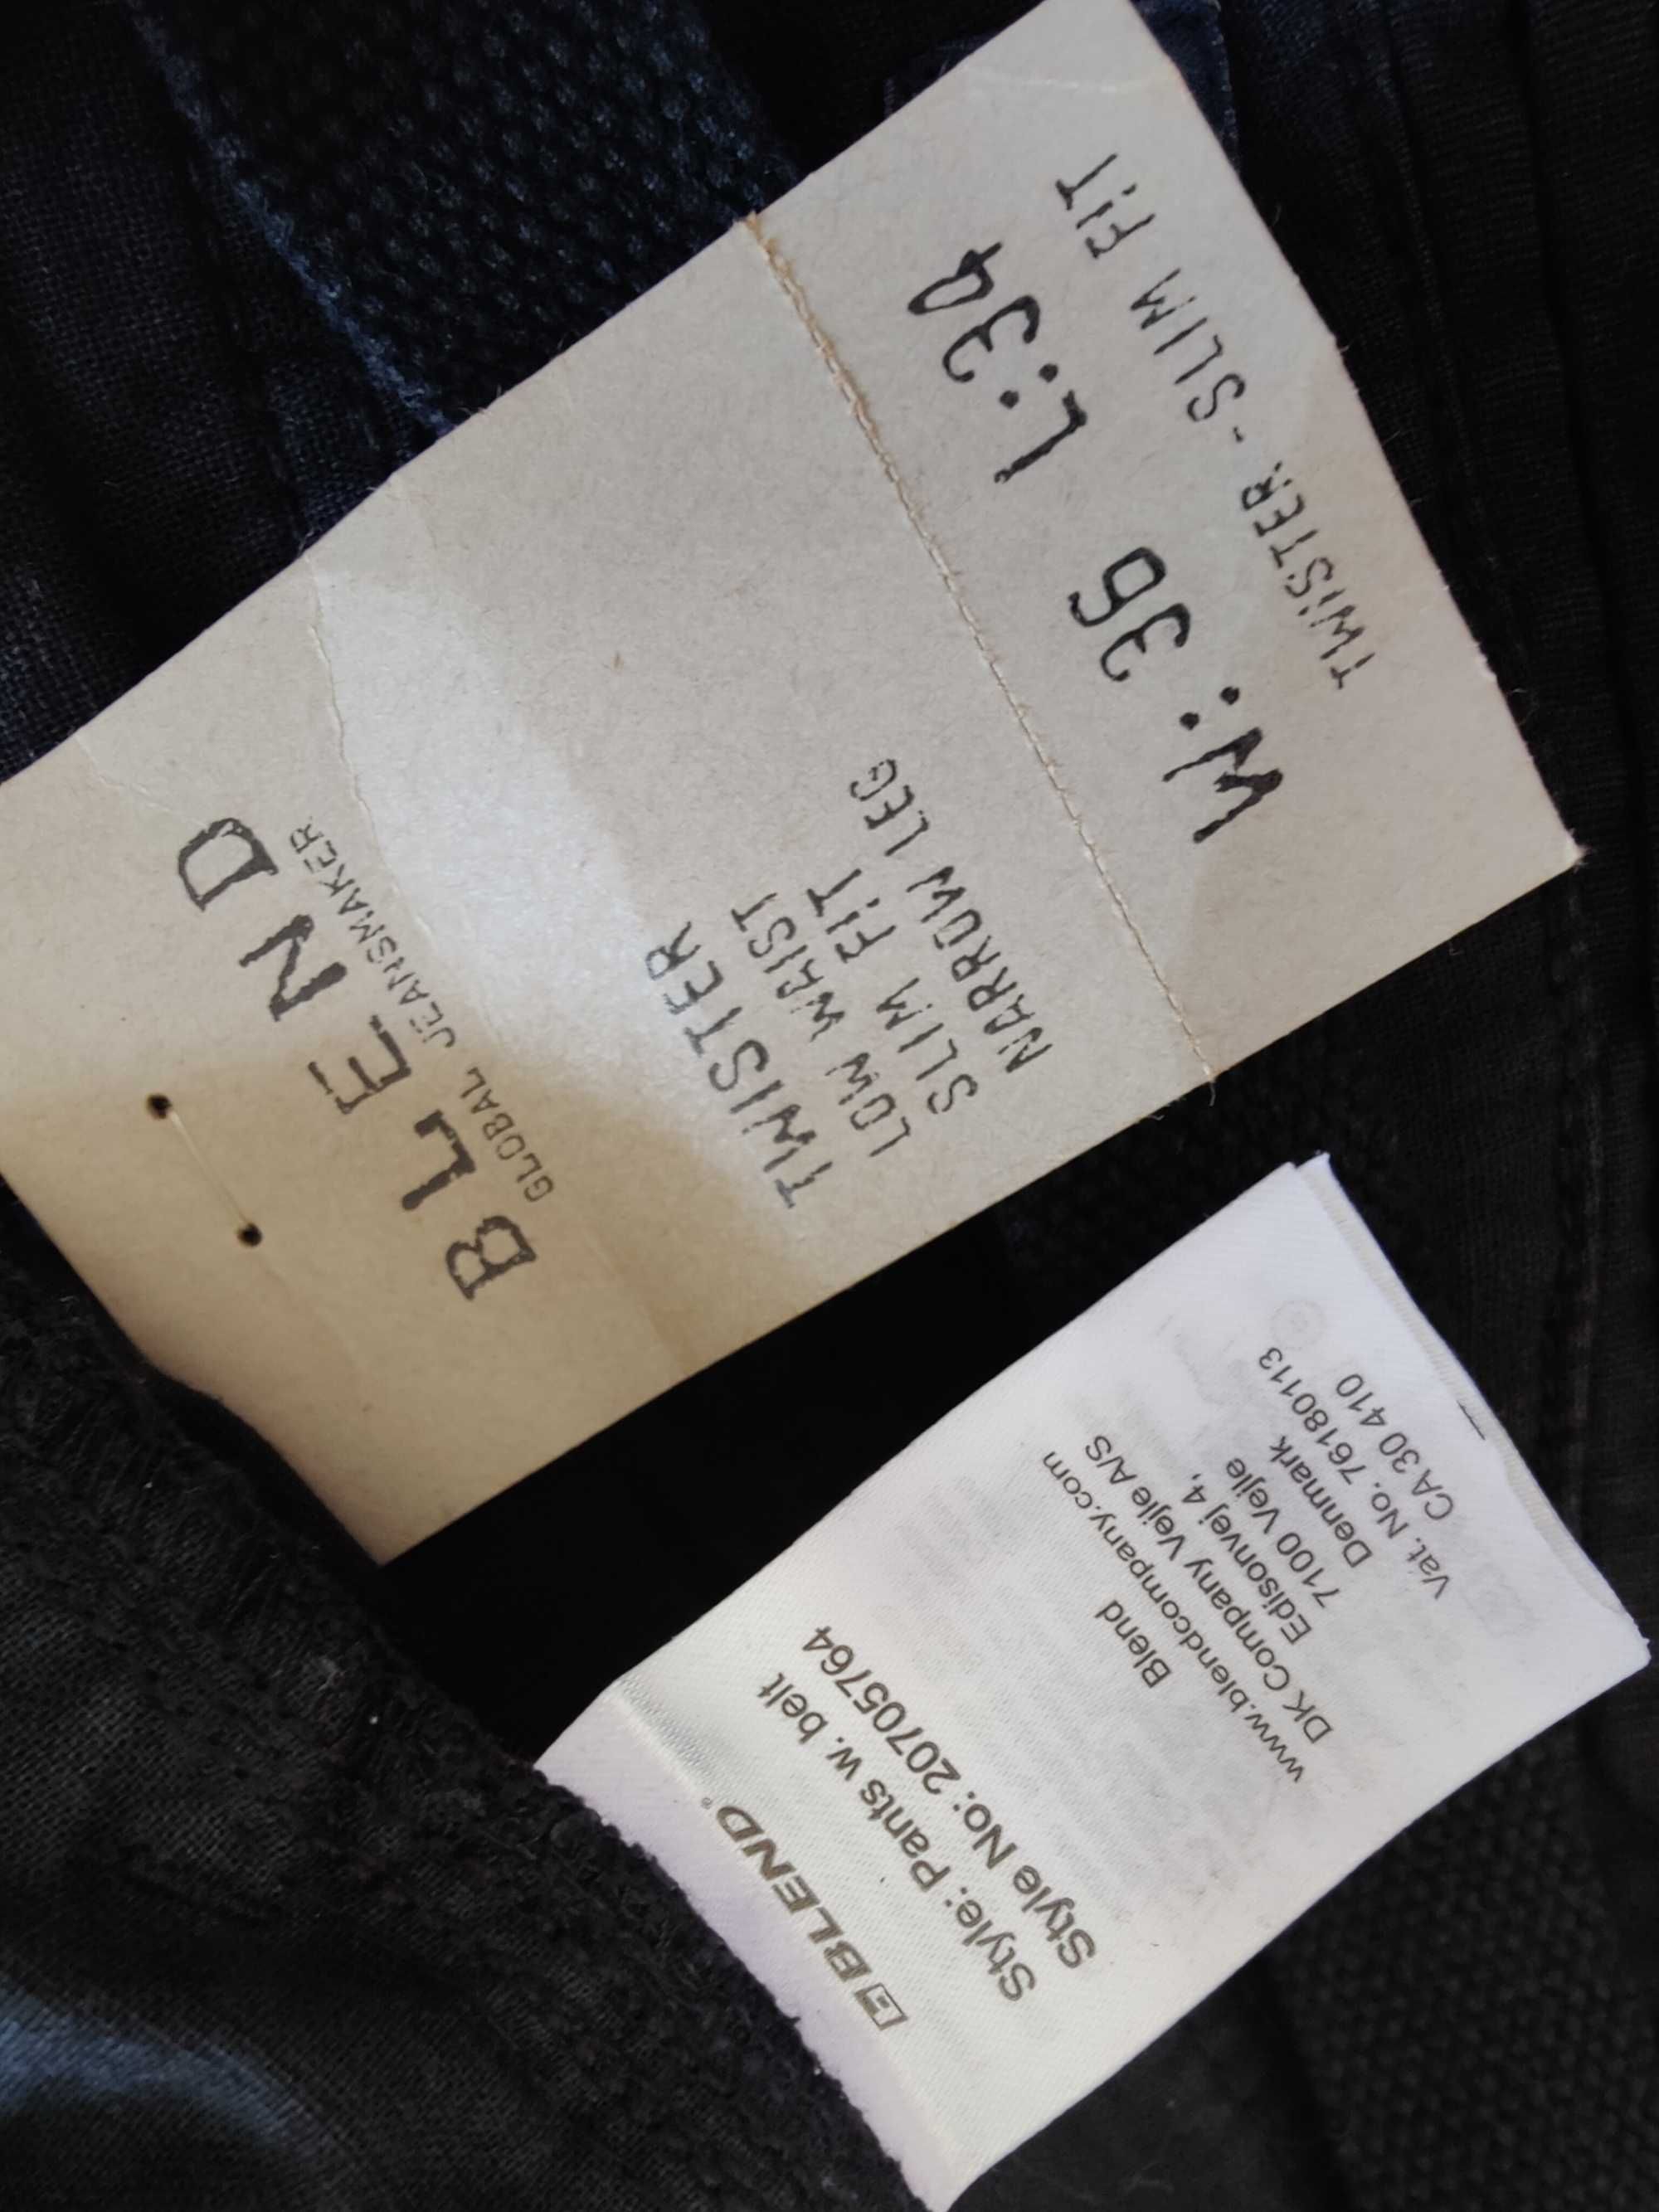 BLEND
GLOBAL JEANSMAKER
TWISTER
LOW WAIST
SLIM FIT
NARROW LEG
W: 36 L:34
TWISTER - SLIM FIT
BLEND®
Style: Pants w. belt
Style No: 20705764
Blend
www.blendcompany.com
DK Company Vejle A/S
Edisonvej 4,
7100 Vejle
Denmark
Vat. No. 76180113
CA 30 410